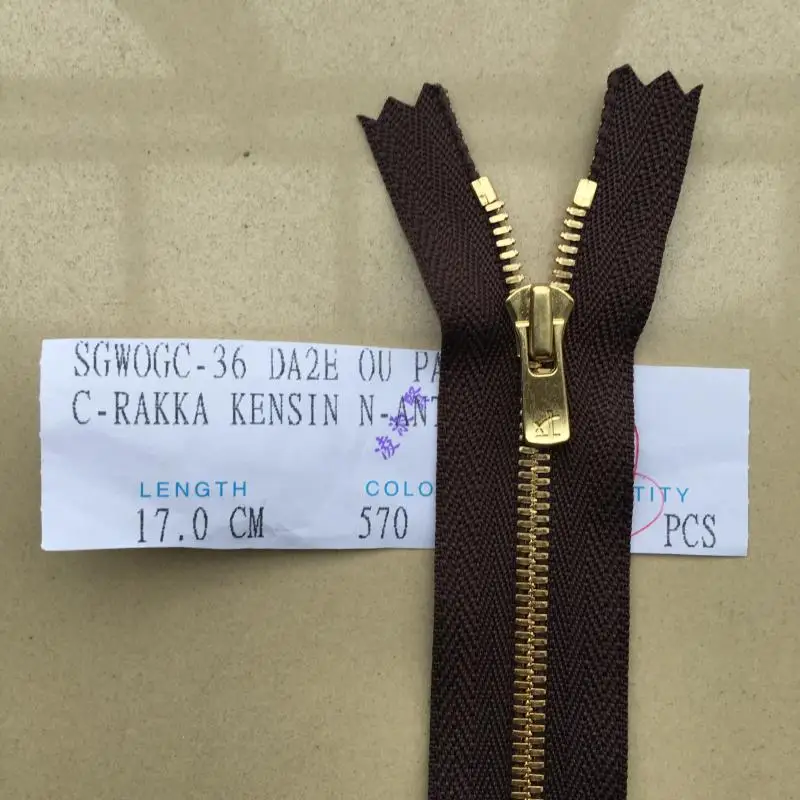 SGWOGC-36 DA2E OU PA
C-RAKKA KENSIN N-ANT
LENGTH COLO TITY
17.0 CM 570 PCS